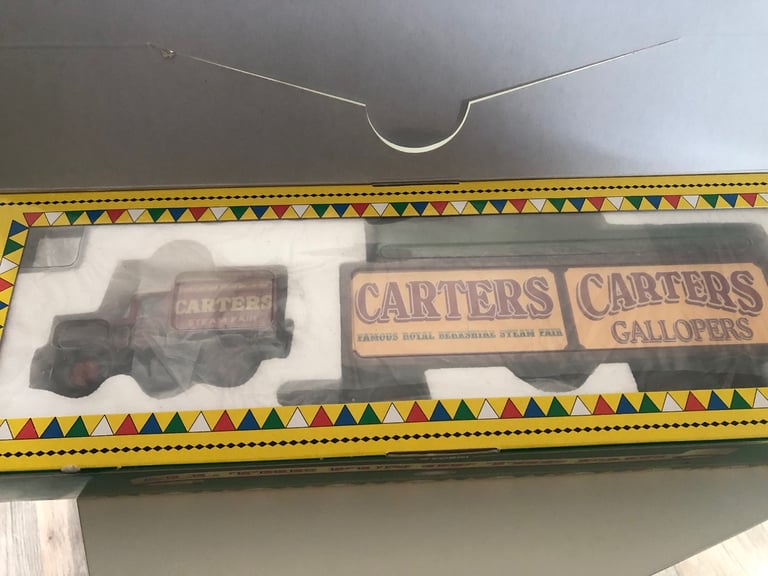 CARTERS
STEAM FAIR
CARTERS
FAMOUS ROYAL BERKSHIRE STEAM FAIR
CARTERS
GALLOPERS